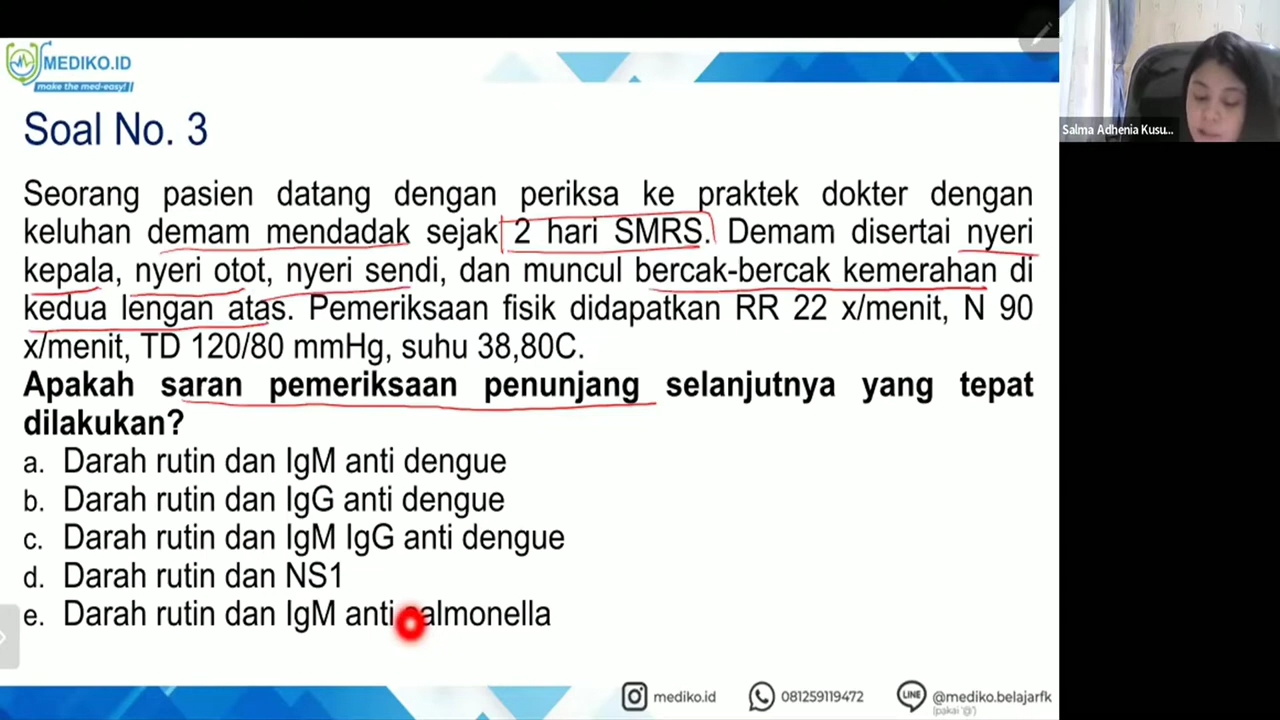 MEDIKO.ID
make the med-easy!
Salma Adhenia Kusu...
Soal No. 3
Seorang pasien datang dengan periksa ke praktek dokter dengan
keluhan demam mendadak sejak 2 hari SMRS. Demam disertai nyeri
kepala, nyeri otot, nyeri sendi, dan muncul bercak-bercak kemerahan di
kedua lengan atas. Pemeriksaan fisik didapatkan RR 22 x/menit, N 90
x/menit, TD 120/80 mmHg, suhu 38,80C.
Apakah saran pemeriksaan penunjang selanjutnya yang tepat
dilakukan?
a. Darah rutin dan IgM anti dengue
b. Darah rutin dan IgG anti dengue
c. Darah rutin dan IgM IgG anti dengue
d. Darah rutin dan NS1
e. Darah rutin dan IgM anti salmonella
mediko.id
081259119472
LINE
@mediko.belajarfk
(pakai '@')